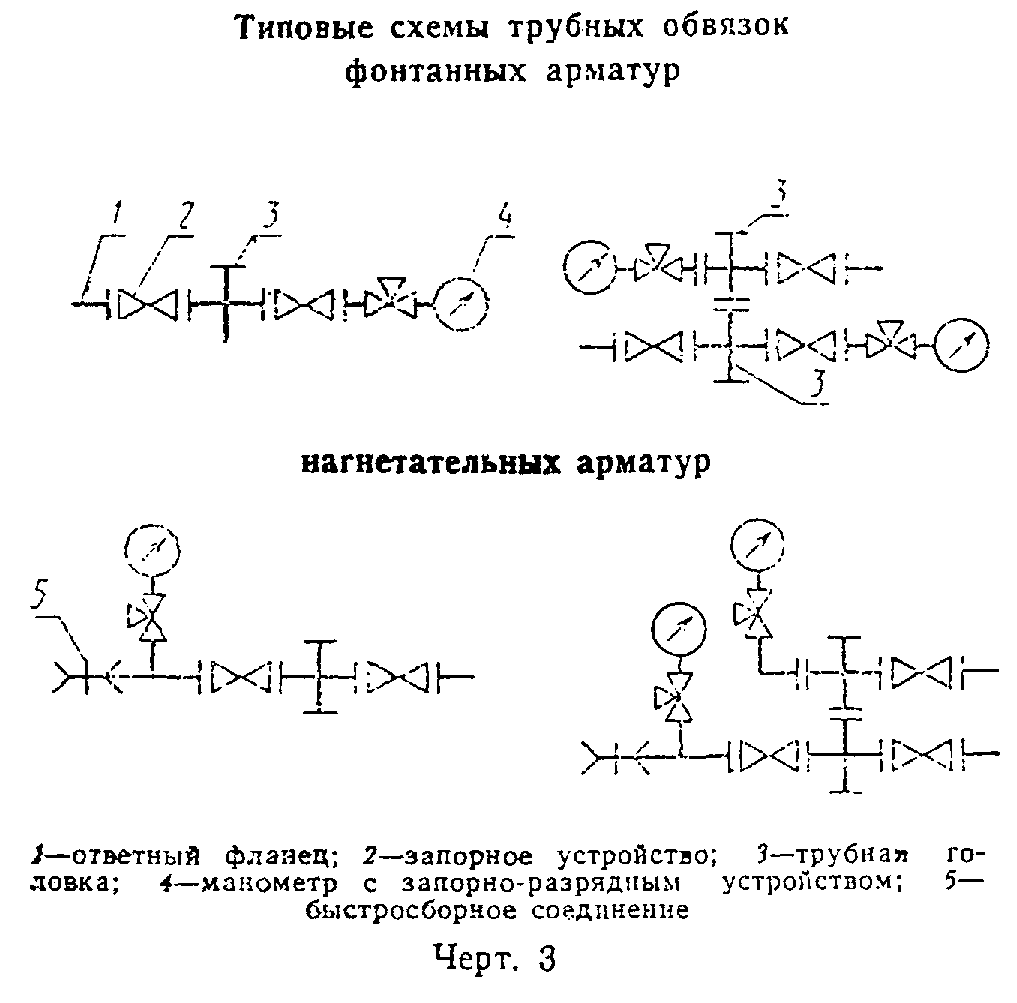 Типовые схемы трубных обвязок
фонтанных арматур
1 2 3 4 3
3
нагнетательных арматур
5
1—ответный фланец; 2—запорное устройство; 3—трубная го-
ловка; 4—манометр с запорно-разрядным устройством; 5—
быстросборное соединение
Черт. 3